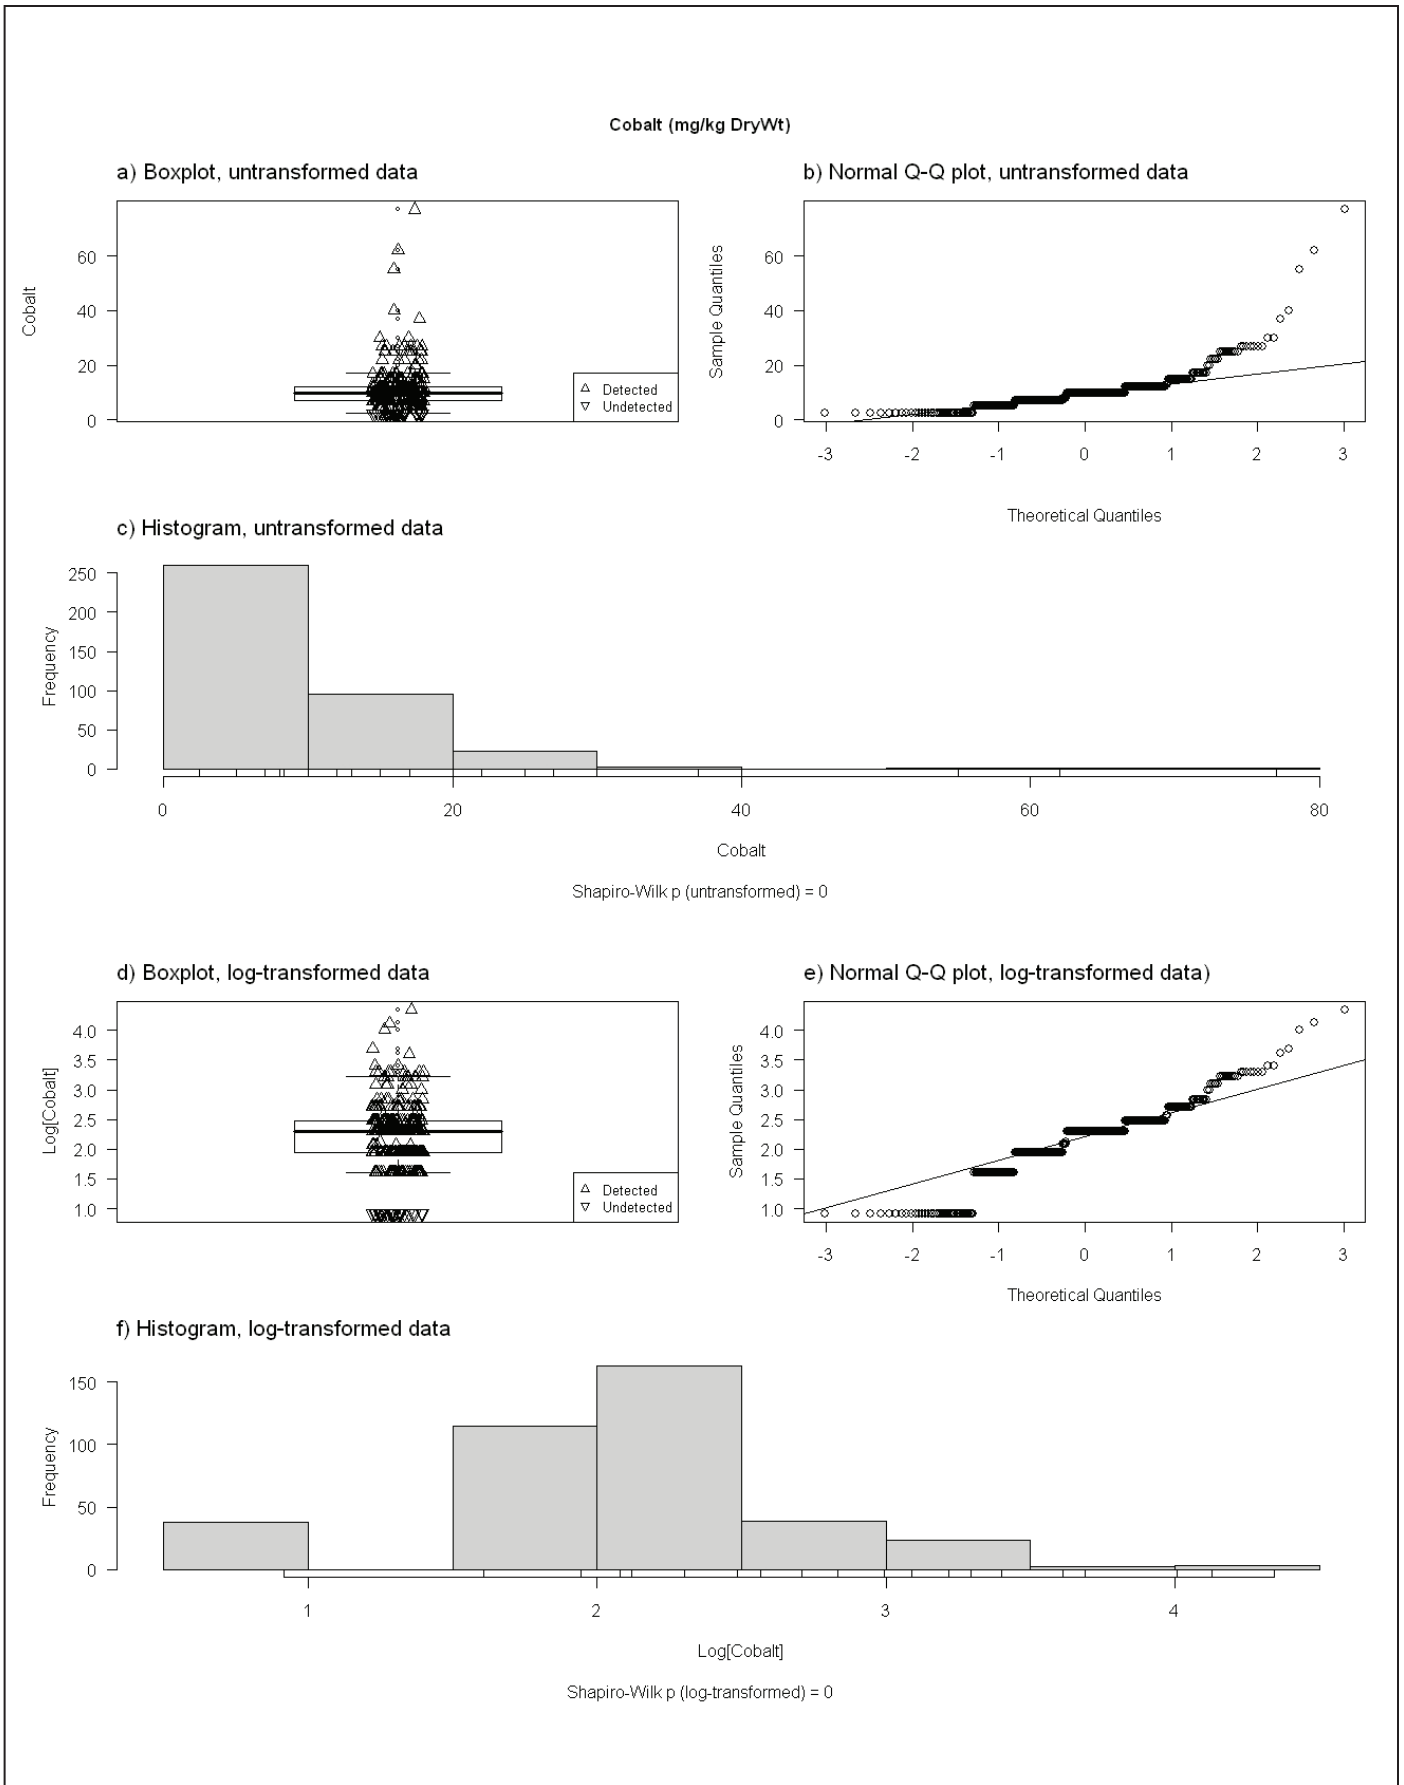 Cobalt (mg/kg DryWt)
a) Boxplot, untransformed data
Cobalt
60
40
20
0
Detected
Undetected
b) Normal Q-Q plot, untransformed data
Sample Quantiles
60
40
20
0
-3 -2 -1 0 1 2 3
Theoretical Quantiles
c) Histogram, untransformed data
Frequency
250
200
150
100
50
0
0 20 40 60 80
Cobalt
Shapiro-Wilk p (untransformed) = 0
d) Boxplot, log-transformed data
Log[Cobalt]
4.0
3.5
3.0
2.5
2.0
1.5
1.0
Detected
Undetected
e) Normal Q-Q plot, log-transformed data)
Sample Quantiles
4.0
3.5
3.0
2.5
2.0
1.5
1.0
-3 -2 -1 0 1 2 3
Theoretical Quantiles
f) Histogram, log-transformed data
Frequency
150
100
50
0
1 2 3 4
Log[Cobalt]
Shapiro-Wilk p (log-transformed) = 0